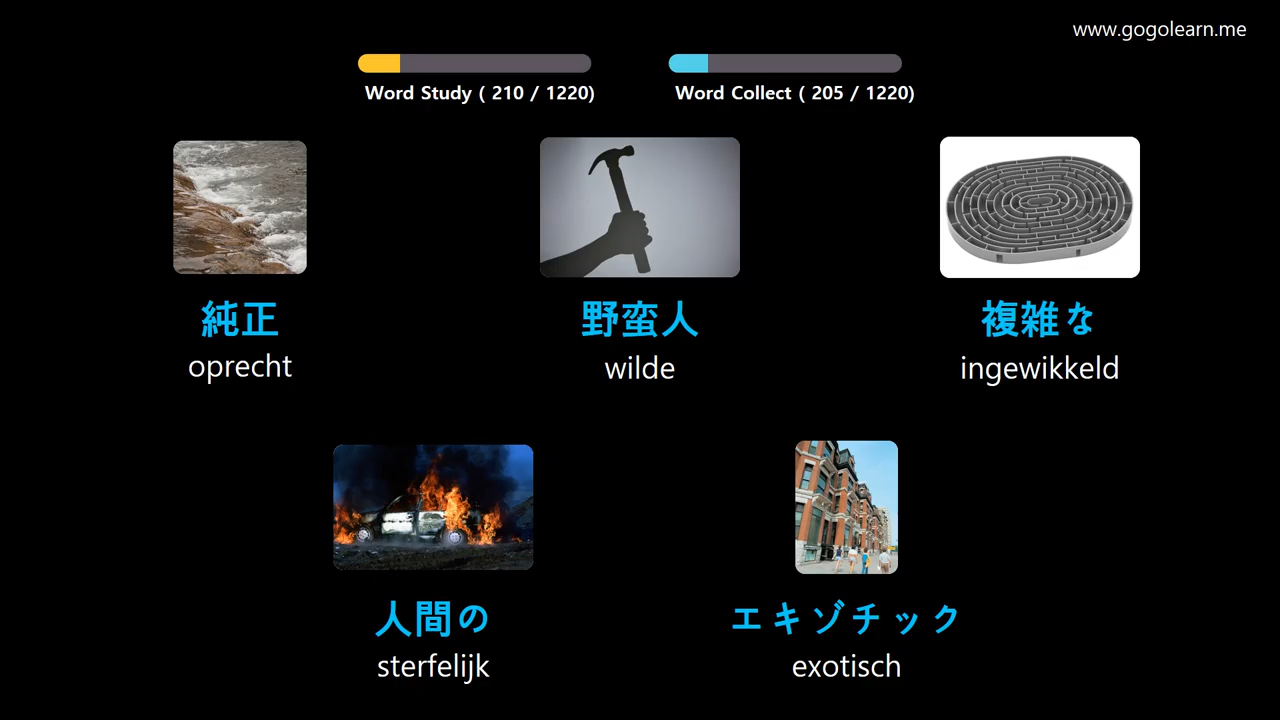 www.gogolearn.me
Word Study ( 210 / 1220)
Word Collect ( 205 / 1220)
純正
oprecht
野蛮人
wilde
複雑な
ingewikkeld
人間の
sterfelijk
エキゾチック
exotisch